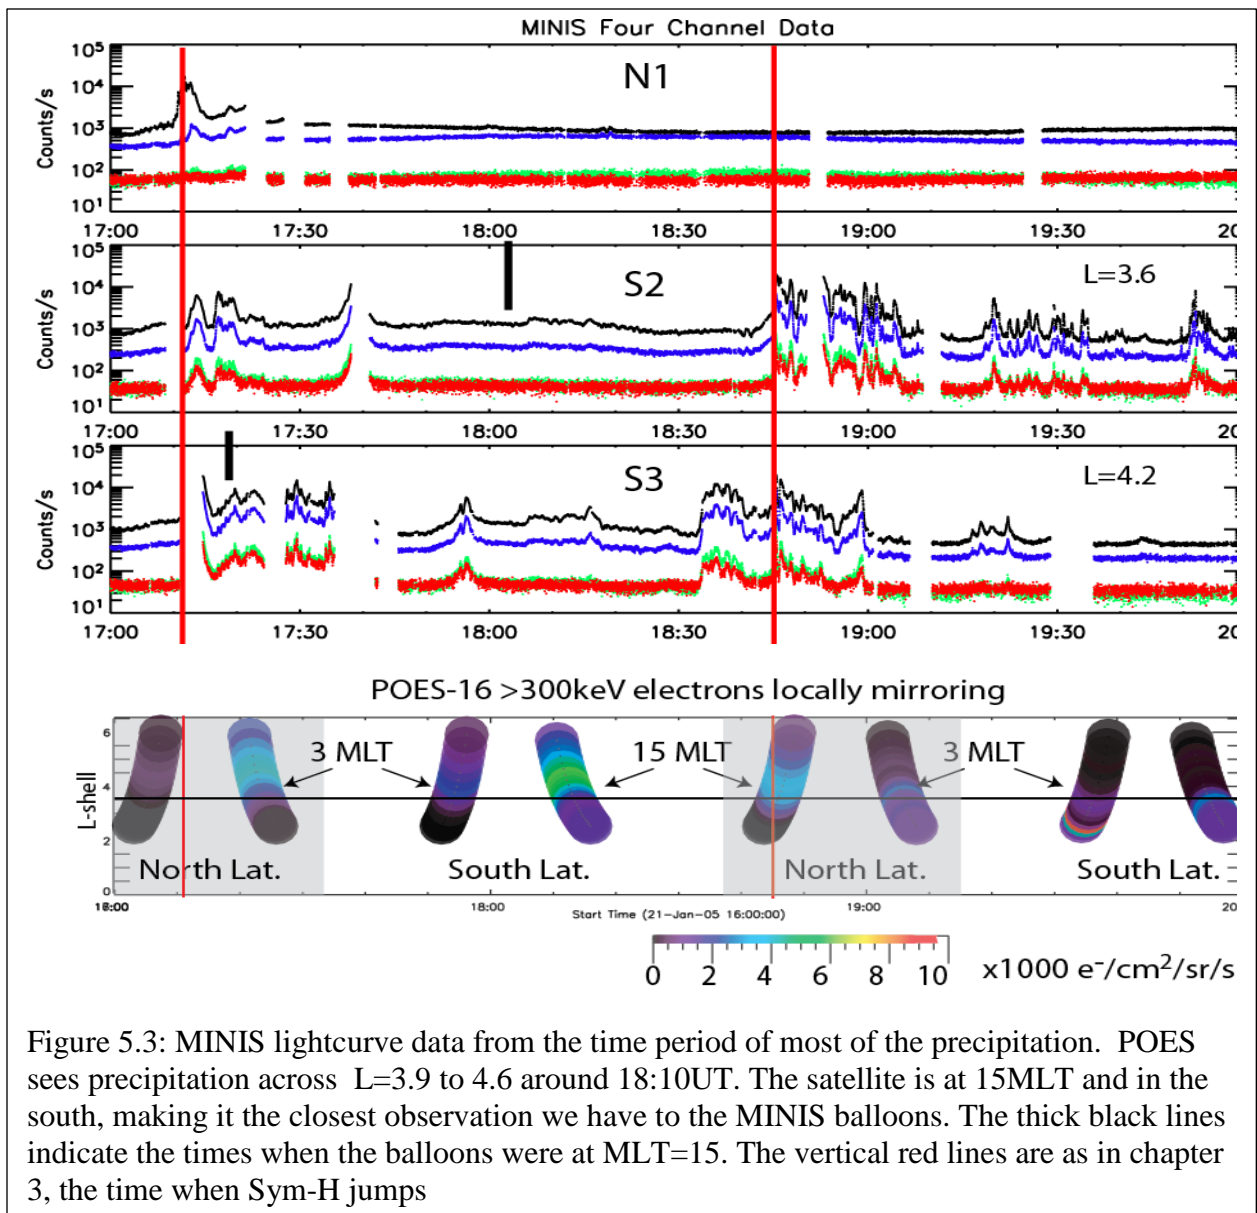 MINIS Four Channel Data
10⁵
10⁴
10³
10²
10¹
Counts/s
N1
17:00 17:30 18:00 18:30 19:00 19:30 20
10⁵
10⁴
10³
10²
10¹
Counts/s
S2 L=3.6
17:00 17:30 18:00 18:30 19:00 19:30 20
10⁵
10⁴
10³
10²
10¹
Counts/s
S3 L=4.2
17:00 17:30 18:00 18:30 19:00 19:30 20
POES-16 >300keV electrons locally mirroring
6
4
2
0
L-shell
3 MLT 15 MLT 3 MLT
North Lat. South Lat. North Lat. South Lat.
18:00 19:00 20
Start Time (21-Jan-05 16:00:00)
0 2 4 6 8 10 x1000 e⁻/cm²/sr/s
Figure 5.3: MINIS lightcurve data from the time period of most of the precipitation. POES
sees precipitation across L=3.9 to 4.6 around 18:10UT. The satellite is at 15MLT and in the
south, making it the closest observation we have to the MINIS balloons. The thick black lines
indicate the times when the balloons were at MLT=15. The vertical red lines are as in chapter
3, the time when Sym-H jumps